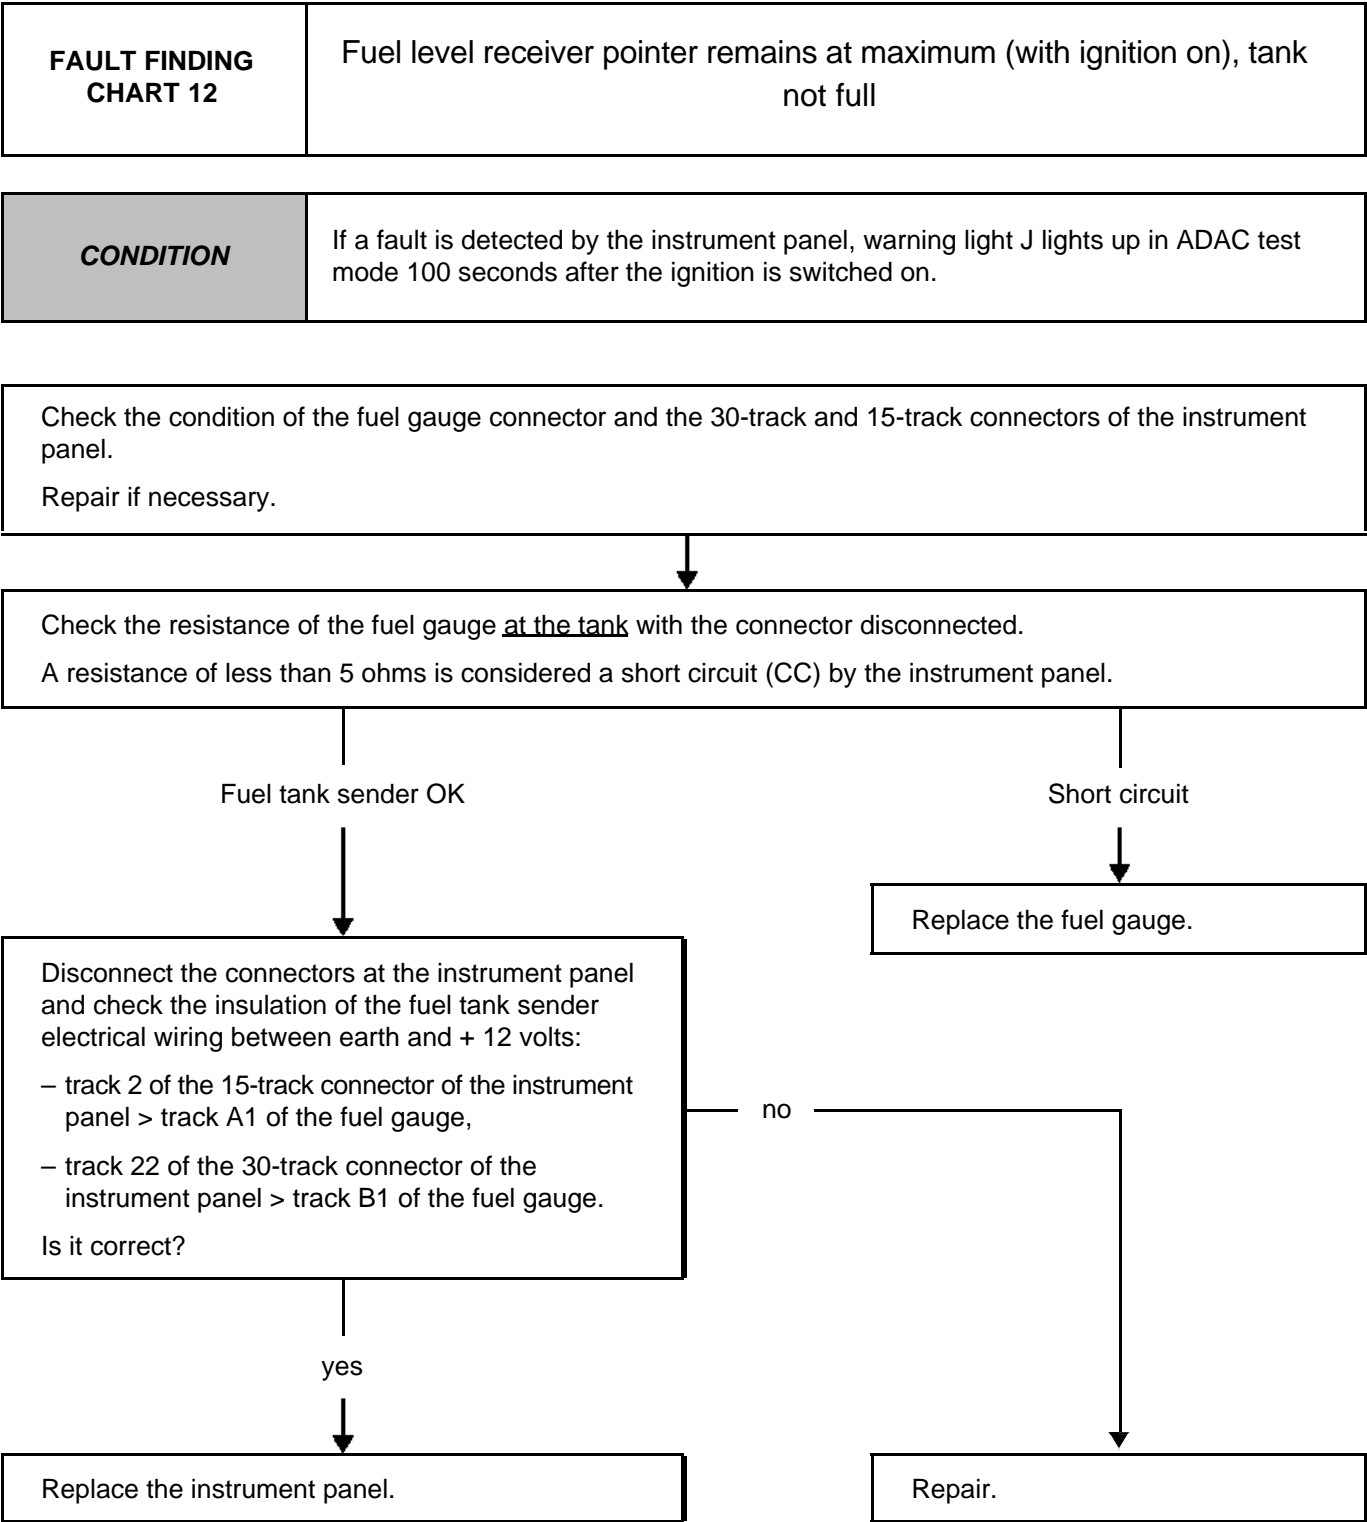 FAULT FINDING
CHART 12
Fuel level receiver pointer remains at maximum (with ignition on), tank
not full
CONDITION
If a fault is detected by the instrument panel, warning light J lights up in ADAC test
mode 100 seconds after the ignition is switched on.
Check the condition of the fuel gauge connector and the 30-track and 15-track connectors of the instrument
panel.
Repair if necessary.
Check the resistance of the fuel gauge at the tank with the connector disconnected.
A resistance of less than 5 ohms is considered a short circuit (CC) by the instrument panel.
Fuel tank sender OK
Short circuit
Replace the fuel gauge.
Disconnect the connectors at the instrument panel
and check the insulation of the fuel tank sender
electrical wiring between earth and + 12 volts:
– track 2 of the 15-track connector of the instrument
panel > track A1 of the fuel gauge,
– track 22 of the 30-track connector of the
instrument panel > track B1 of the fuel gauge.
Is it correct?
no
yes
Replace the instrument panel.
Repair.